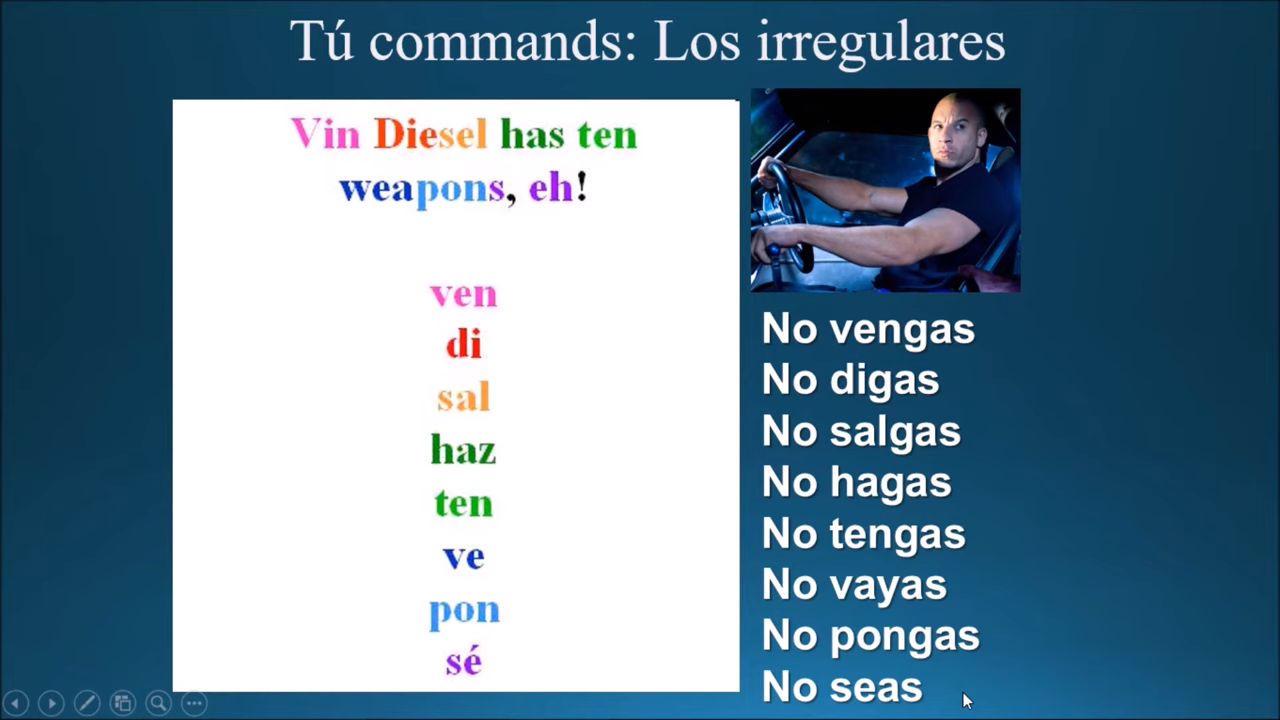 Tú commands: Los irregulares
Vin Diesel has ten
weapons, eh!
ven
di
sal
haz
ten
ve
pon
sé
No vengas
No digas
No salgas
No hagas
No tengas
No vayas
No pongas
No seas